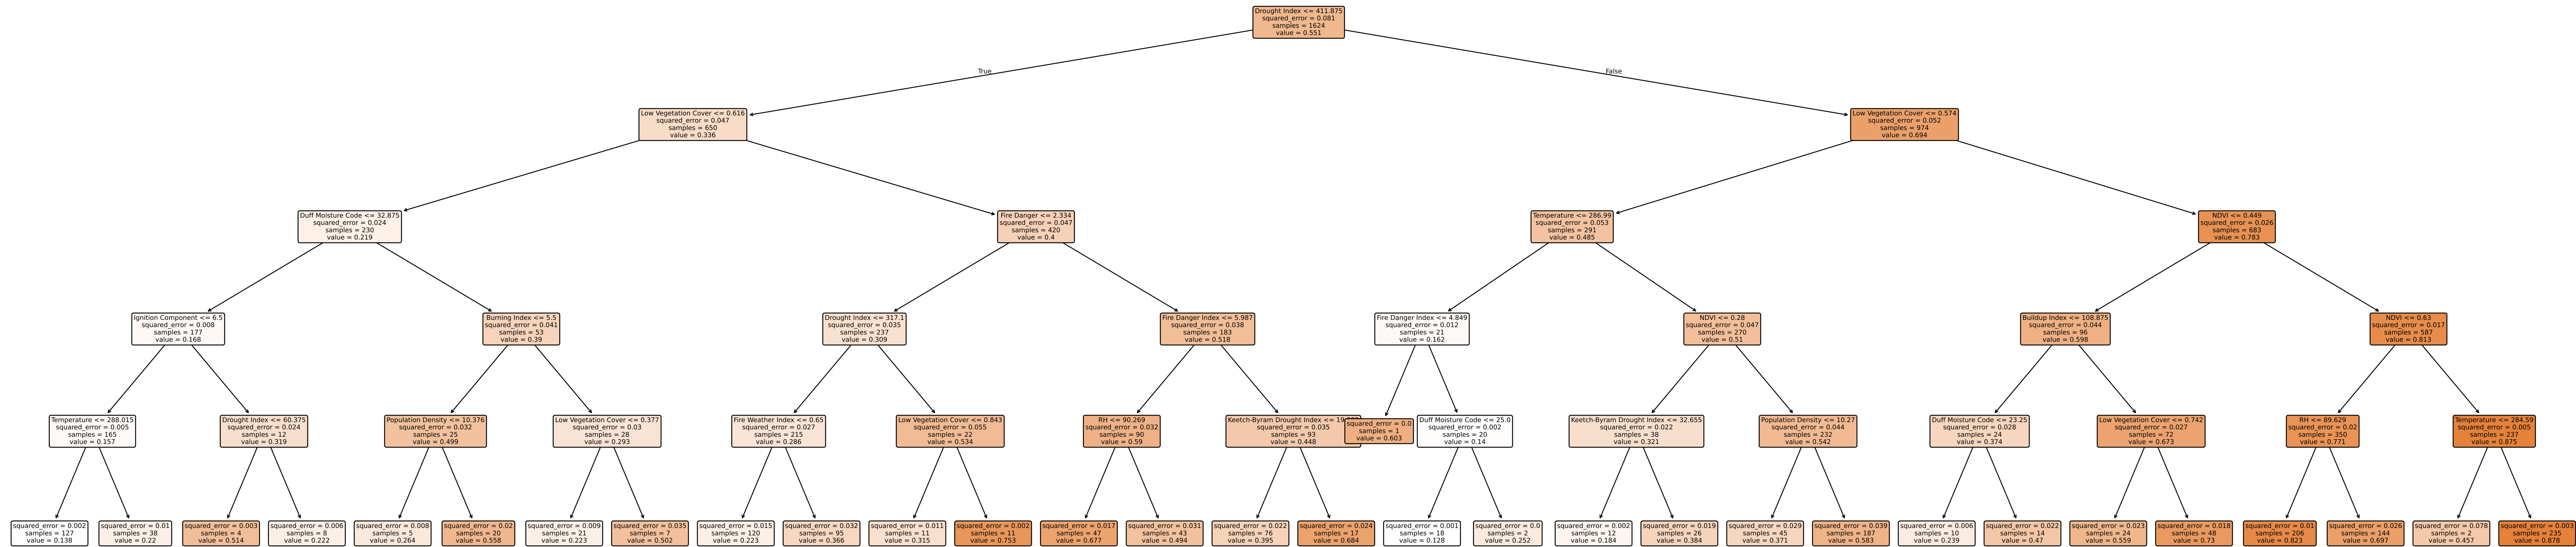 Drought Index <= 411.875
squared_error = 0.081
samples = 1624
value = 0.551
True
False
Low Vegetation Cover <= 0.616
squared_error = 0.047
samples = 650
value = 0.336
Low Vegetation Cover <= 0.574
squared_error = 0.052
samples = 974
value = 0.694
Duff Moisture Code <= 32.875
squared_error = 0.024
samples = 230
value = 0.219
Fire Danger <= 2.334
squared_error = 0.047
samples = 420
value = 0.4
Temperature <= 286.99
squared_error = 0.053
samples = 291
value = 0.485
NDVI <= 0.449
squared_error = 0.026
samples = 683
value = 0.783
Ignition Component <= 6.5
squared_error = 0.008
samples = 177
value = 0.168
Burning Index <= 5.5
squared_error = 0.041
samples = 53
value = 0.39
Drought Index <= 317.1
squared_error = 0.035
samples = 237
value = 0.309
Fire Danger Index <= 5.987
squared_error = 0.038
samples = 183
value = 0.518
Fire Danger Index <= 4.849
squared_error = 0.012
samples = 21
value = 0.162
NDVI <= 0.28
squared_error = 0.047
samples = 270
value = 0.51
Buildup Index <= 108.875
squared_error = 0.044
samples = 96
value = 0.598
NDVI <= 0.63
squared_error = 0.017
samples = 587
value = 0.813
Temperature <= 288.015
squared_error = 0.005
samples = 165
value = 0.157
Drought Index <= 60.375
squared_error = 0.024
samples = 12
value = 0.319
Population Density <= 10.376
squared_error = 0.032
samples = 25
value = 0.499
Low Vegetation Cover <= 0.377
squared_error = 0.03
samples = 28
value = 0.293
Fire Weather Index <= 0.65
squared_error = 0.027
samples = 215
value = 0.286
Low Vegetation Cover <= 0.843
squared_error = 0.055
samples = 22
value = 0.534
RH <= 90.269
squared_error = 0.032
samples = 90
value = 0.59
Keetch-Byram Drought Index <=
squared_error = 0.035
samples = 93
value = 0.448
squared_error = 0.0
samples = 1
value = 0.603
Duff Moisture Code <= 25.0
squared_error = 0.002
samples = 20
value = 0.14
Keetch-Byram Drought Index <= 32.655
squared_error = 0.022
samples = 38
value = 0.321
Population Density <= 10.27
squared_error = 0.044
samples = 232
value = 0.542
Duff Moisture Code <= 23.25
squared_error = 0.028
samples = 24
value = 0.374
Low Vegetation Cover <= 0.742
squared_error = 0.027
samples = 72
value = 0.673
RH <= 89.629
squared_error = 0.02
samples = 350
value = 0.771
Temperature <= 284.59
squared_error = 0.005
samples = 237
value = 0.875
squared_error = 0.002
samples = 127
value = 0.138
squared_error = 0.01
samples = 38
value = 0.22
squared_error = 0.003
samples = 4
value = 0.514
squared_error = 0.006
samples = 8
value = 0.222
squared_error = 0.008
samples = 5
value = 0.264
squared_error = 0.02
samples = 20
value = 0.558
squared_error = 0.009
samples = 21
value = 0.223
squared_error = 0.035
samples = 7
value = 0.502
squared_error = 0.015
samples = 120
value = 0.223
squared_error = 0.032
samples = 95
value = 0.366
squared_error = 0.011
samples = 11
value = 0.315
squared_error = 0.002
samples = 11
value = 0.753
squared_error = 0.017
samples = 47
value = 0.677
squared_error = 0.031
samples = 43
value = 0.494
squared_error = 0.022
samples = 76
value = 0.395
squared_error = 0.024
samples = 17
value = 0.684
squared_error = 0.001
samples = 18
value = 0.128
squared_error = 0.0
samples = 2
value = 0.252
squared_error = 0.002
samples = 12
value = 0.184
squared_error = 0.019
samples = 26
value = 0.384
squared_error = 0.029
samples = 45
value = 0.371
squared_error = 0.039
samples = 187
value = 0.583
squared_error = 0.006
samples = 10
value = 0.239
squared_error = 0.022
samples = 14
value = 0.47
squared_error = 0.023
samples = 24
value = 0.559
squared_error = 0.018
samples = 48
value = 0.73
squared_error = 0.01
samples = 206
value = 0.823
squared_error = 0.026
samples = 144
value = 0.697
squared_error = 0.078
samples = 2
value = 0.457
squared_error = 0.003
samples = 235
value = 0.878